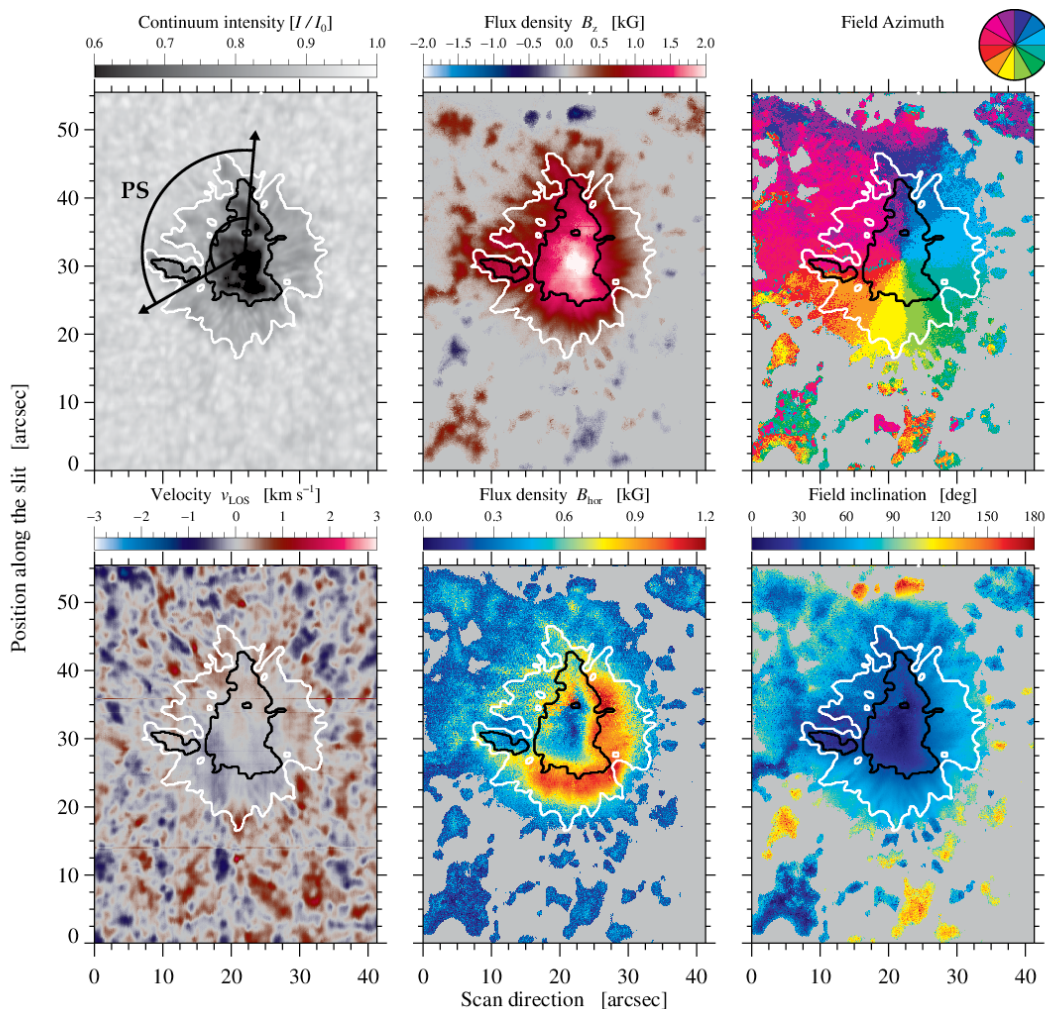 Continuum intensity [I / I₀]
0.6 0.7 0.8 0.9 1.0
Flux density B_z [kG]
−2.0 −1.5 −1.0 −0.5 0.0 0.5 1.0 1.5 2.0
Field Azimuth
PS
50
40
30
20
10
0
Velocity v_LOS [km s⁻¹]
−3 −2 −1 0 1 2 3
Flux density B_hor [kG]
0.0 0.3 0.6 0.9 1.2
Field inclination [deg]
0 30 60 90 120 150 180
50
40
30
20
10
0
0 10 20 30 40
0 10 20 30 40
0 10 20 30 40
Position along the slit [arcsec]
Scan direction [arcsec]